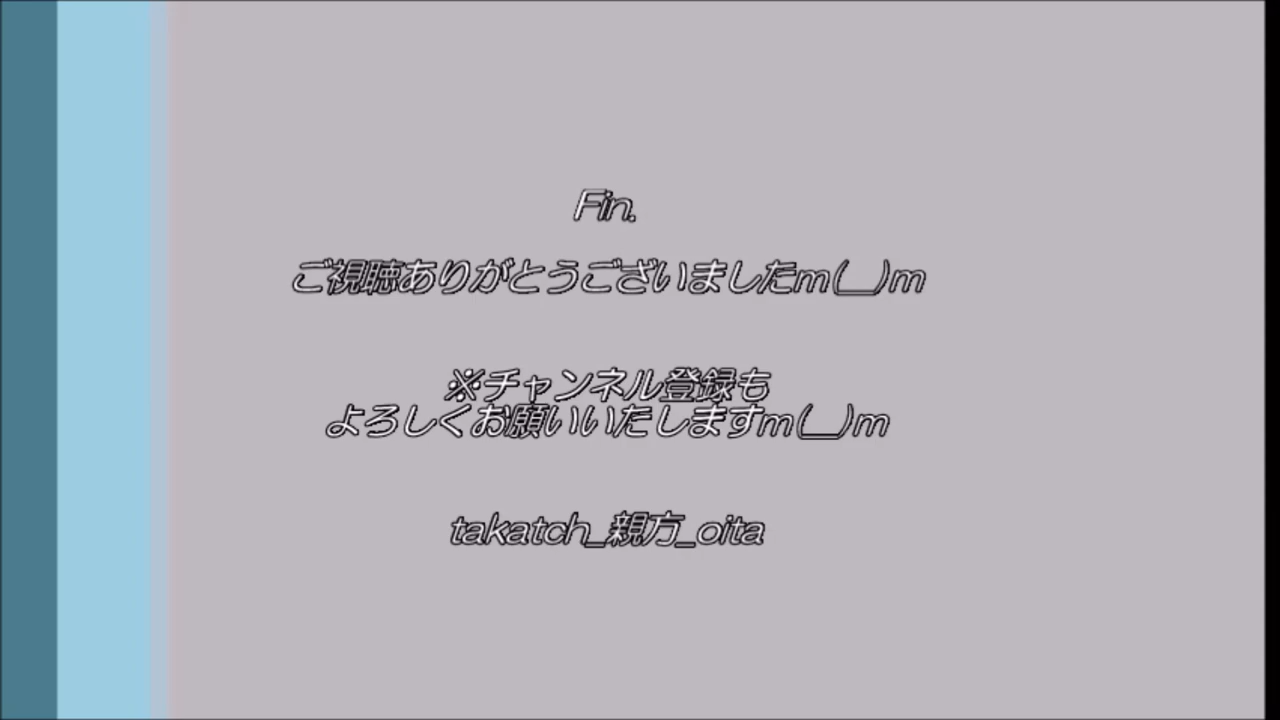 Fin.
ご視聴ありがとうございましたm(__)m
※チャンネル登録も
よろしくお願いいたしますm(__)m
takatch_親方_oita